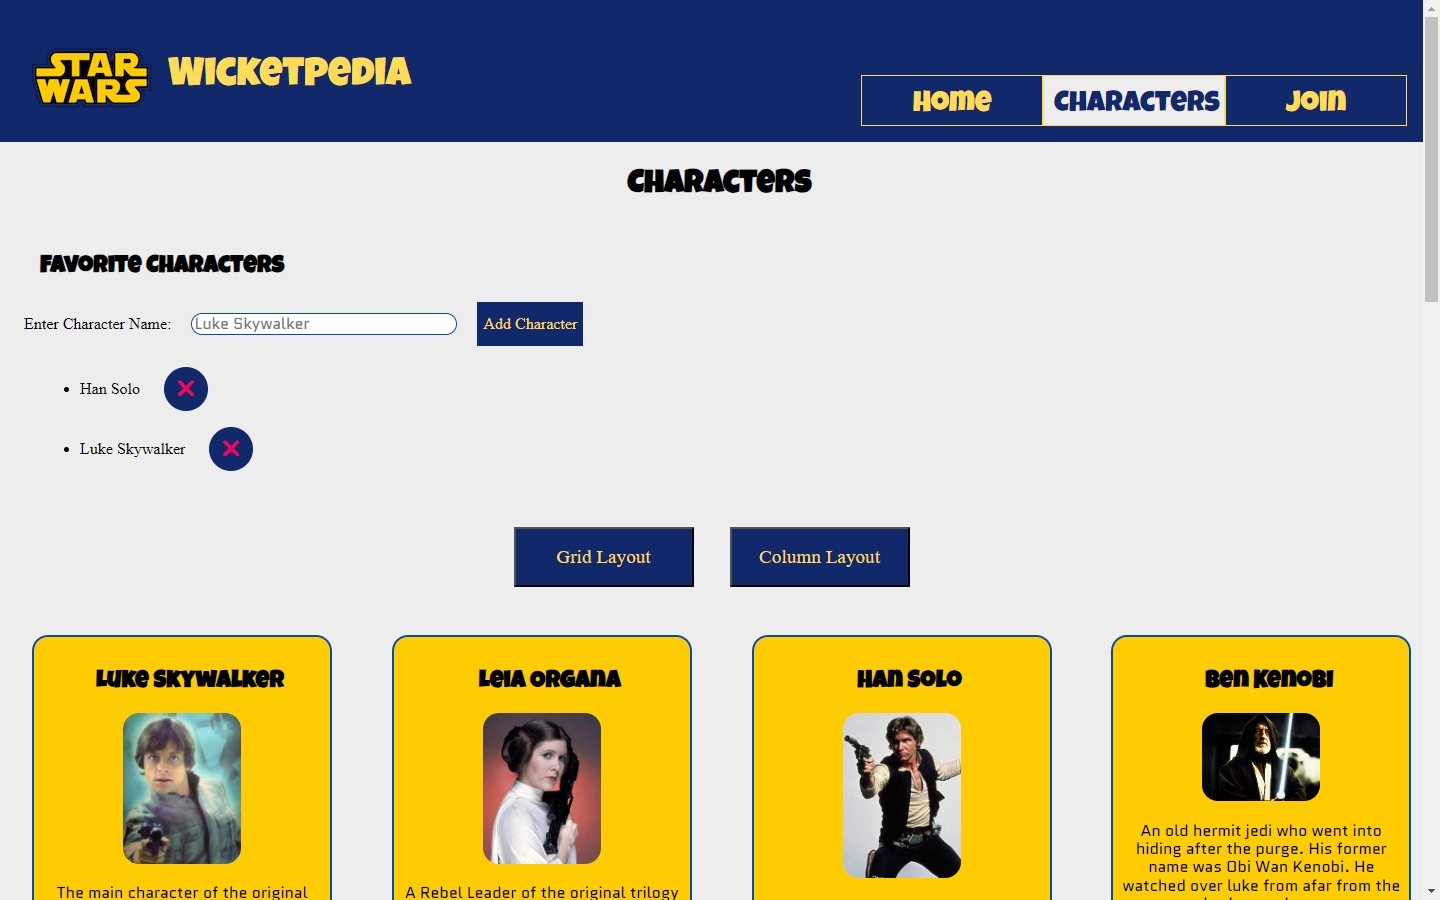 STAR
WARS
Wicketpedia
Home
Characters
Join
Characters
Favorite Characters
Enter Character Name:
Luke Skywalker
Add Character
Han Solo
Luke Skywalker
Grid Layout
Column Layout
Luke Skywalker
Leia Organa
Han Solo
Ben Kenobi
The main character of the original
A Rebel Leader of the original trilogy
An old hermit jedi who went into
hiding after the purge. His former
name was Obi Wan Kenobi. He
watched over luke from afar from the